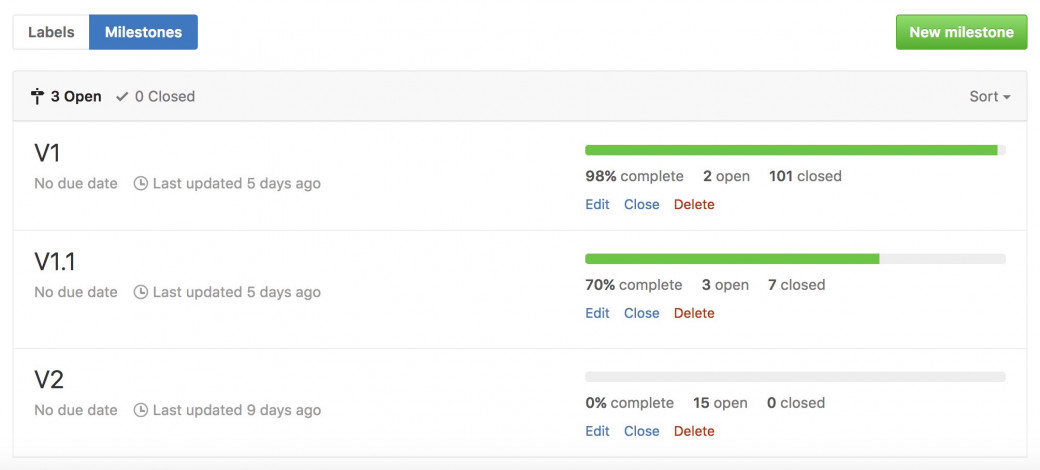 Labels Milestones New milestone
3 Open 0 Closed Sort
V1
No due date Last updated 5 days ago
98% complete 2 open 101 closed
Edit Close Delete
V1.1
No due date Last updated 5 days ago
70% complete 3 open 7 closed
Edit Close Delete
V2
No due date Last updated 9 days ago
0% complete 15 open 0 closed
Edit Close Delete